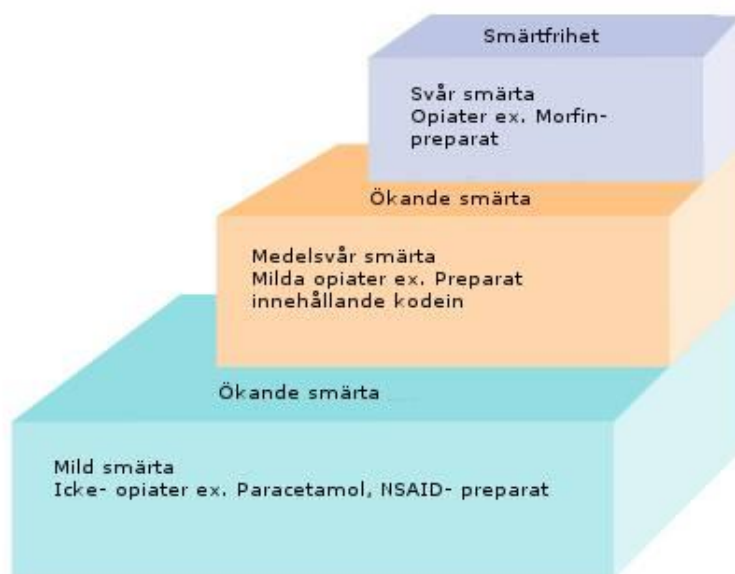 Smärtfrihet
Svår smärta
Opiater ex. Morfin-
preparat
Ökande smärta
Medelsvår smärta
Milda opiater ex. Preparat
innehållande kodein
Ökande smärta
Mild smärta
Icke- opiater ex. Paracetamol, NSAID- preparat